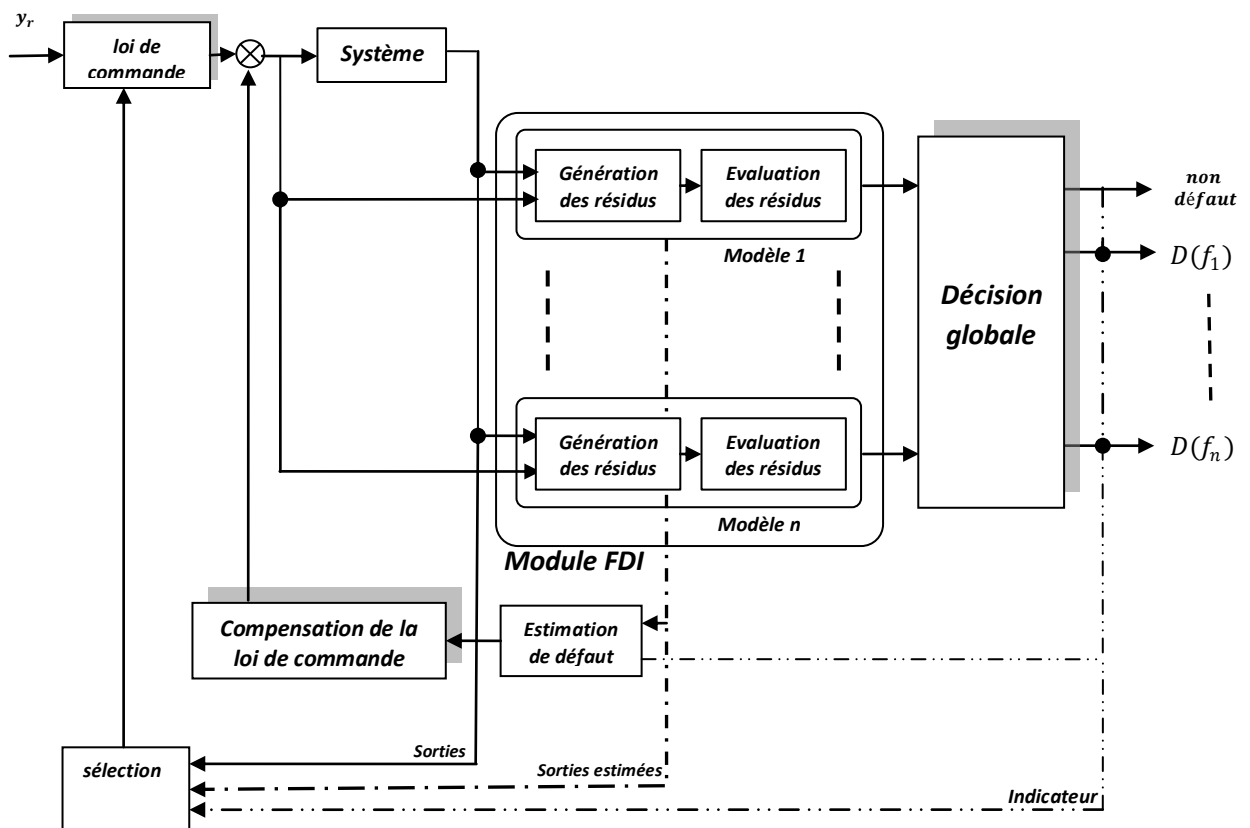 y_r
loi de
commande
Système
Génération
des résidus
Evaluation
des résidus
Modèle 1
non
défaut
D(f_1)
Décision
globale
Génération
des résidus
Evaluation
des résidus
D(f_n)
Modèle n
Module FDI
Compensation de la
loi de commande
Estimation
de défaut
Sorties
sélection
Sorties estimées
Indicateur